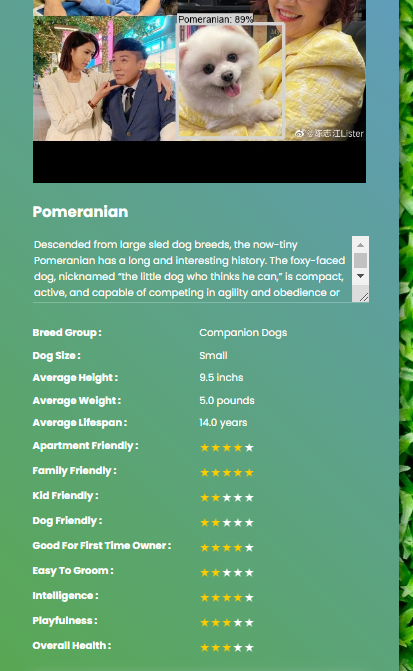 Pomeranian: 89%
@陈志江Lister
Pomeranian
Descended from large sled dog breeds, the now-tiny
Pomeranian has a long and interesting history. The foxy-faced
dog, nicknamed “the little dog who thinks he can,” is compact,
active, and capable of competing in agility and obedience or
Breed Group : Companion Dogs
Dog Size : Small
Average Height : 9.5 inchs
Average Weight : 5.0 pounds
Average Lifespan : 14.0 years
Apartment Friendly : ★★★★★
Family Friendly : ★★★★★
Kid Friendly : ★★★★★
Dog Friendly : ★★★★★
Good For First Time Owner : ★★★★★
Easy To Groom : ★★★★★
Intelligence : ★★★★★
Playfulness : ★★★★★
Overall Health : ★★★★★